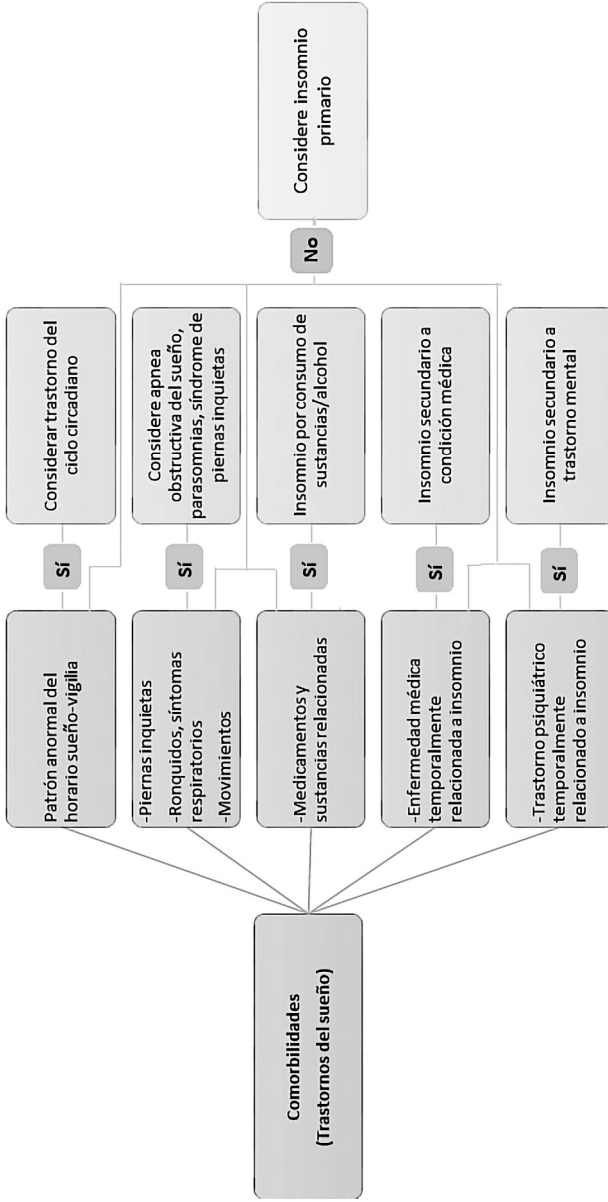 Comorbilidades
(Trastornos del sueño)
Patrón anormal del
horario sueño-vigilia
Sí
Considerar trastorno del
ciclo circadiano
-Piernas inquietas
-Ronquidos, síntomas
respiratorios
-Movimientos
Sí
Considere apnea
obstructiva del sueño,
parasomnias, síndrome de
piernas inquietas
-Medicamentos y
sustancias relacionadas
Sí
Insomnio por consumo de
sustancias/alcohol
-Enfermedad médica
temporalmente
relacionada a insomnio
Sí
Insomnio secundario a
condición médica
-Trastorno psiquiátrico
temporalmente
relacionado a insomnio
Sí
Insomnio secundario a
trastorno mental
No
Considere insomnio
primario